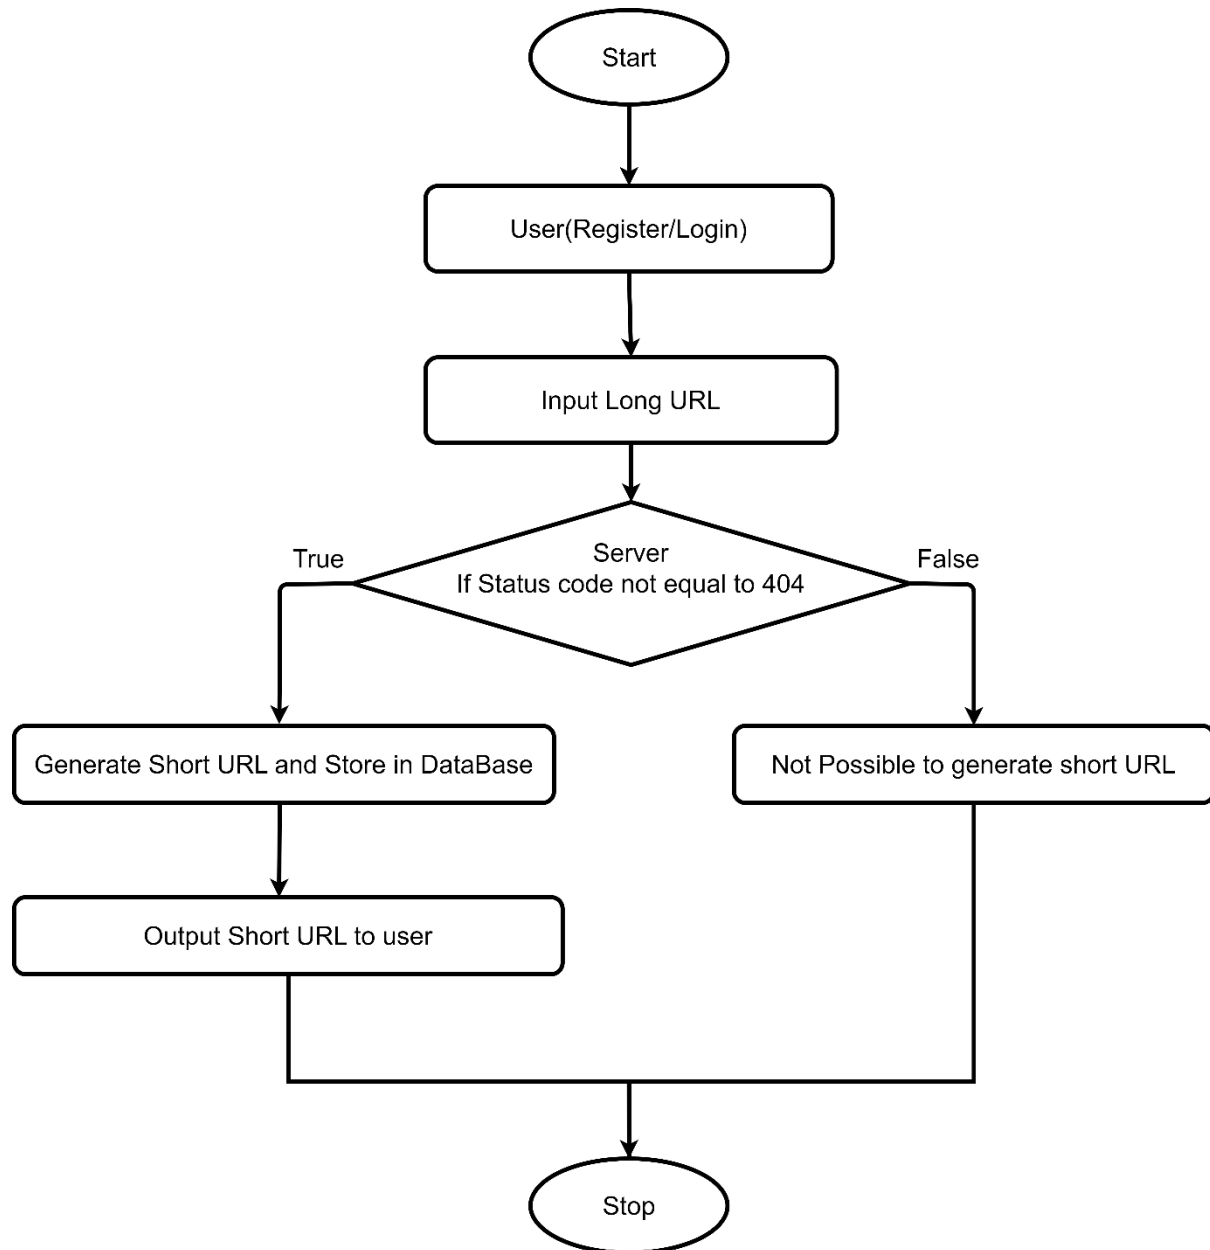 Start
User(Register/Login)
Input Long URL
True
Server
If Status code not equal to 404
False
Generate Short URL and Store in DataBase
Not Possible to generate short URL
Output Short URL to user
Stop